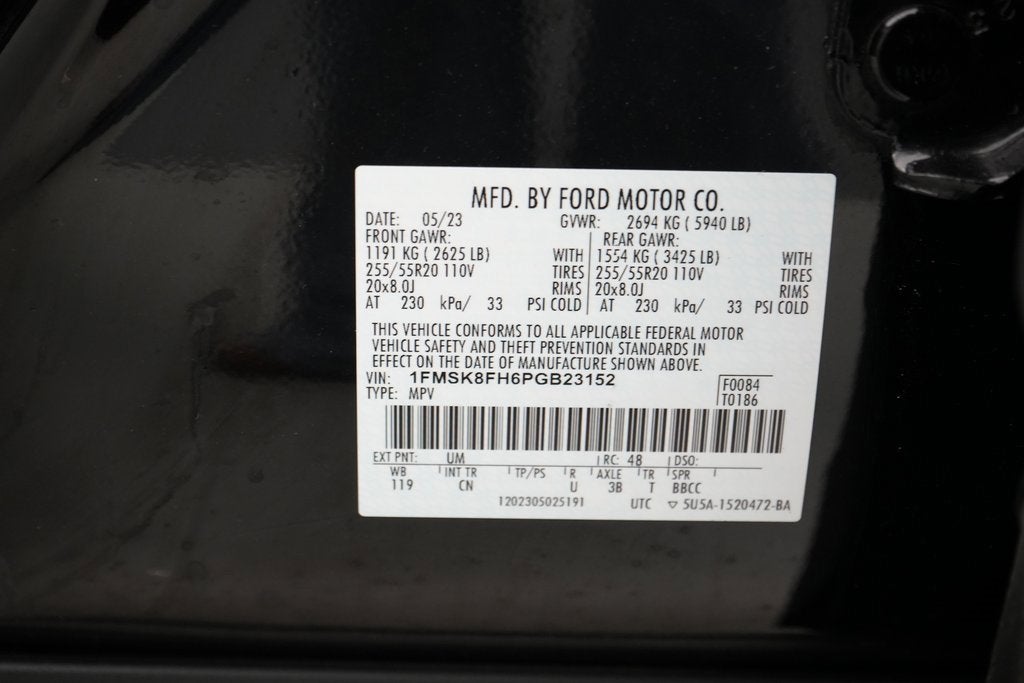 MFD. BY FORD MOTOR CO.
DATE: 05/23 GVWR: 2694 KG ( 5940 LB)
FRONT GAWR: REAR GAWR:
1191 KG ( 2625 LB) WITH 1554 KG ( 3425 LB) WITH
255/55R20 110V TIRES 255/55R20 110V TIRES
20x8.0J RIMS 20x8.0J RIMS
AT 230 kPa/ 33 PSI COLD AT 230 kPa/ 33 PSI COLD
THIS VEHICLE CONFORMS TO ALL APPLICABLE FEDERAL MOTOR
VEHICLE SAFETY AND THEFT PREVENTION STANDARDS IN
EFFECT ON THE DATE OF MANUFACTURE SHOWN ABOVE.
VIN: 1FMSK8FH6PGB23152 F0084
TYPE: MPV T0186
EXT PNT: UM RC: 48 DSO:
WB INT TR TP/PS R AXLE TR SPR
119 CN U 3B T BBCC
1202305025191 UTC ▽ 5U5A-1520472-BA